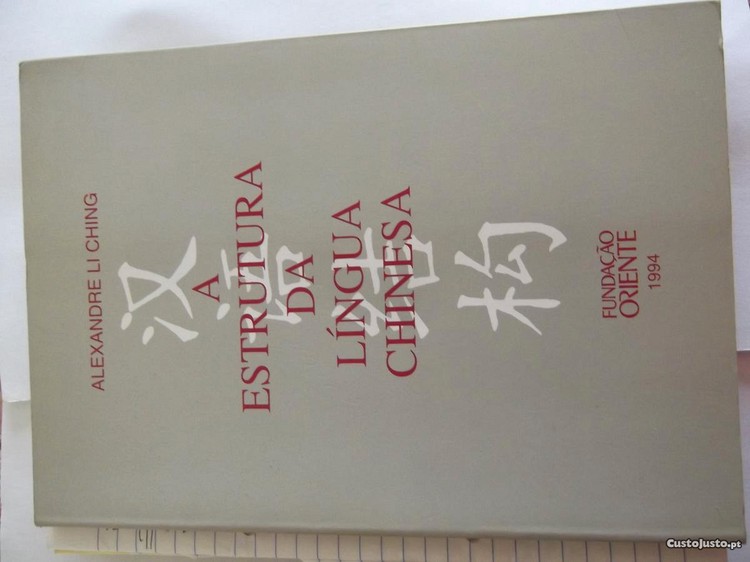 ALEXANDRE LI CHING
汉
语
结
构
A
ESTRUTURA
DA
LÍNGUA
CHINESA
FUNDAÇÃO
ORIENTE
1994
CustoJusto.pt